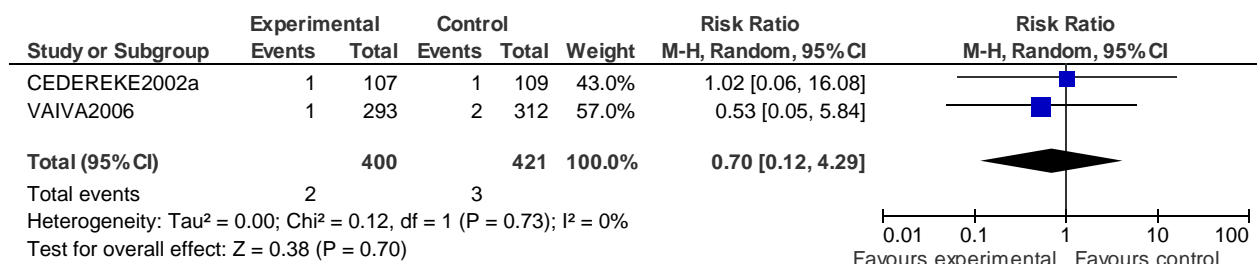 Experimental Control Risk Ratio Risk Ratio
Study or Subgroup Events Total Events Total Weight M-H, Random, 95% CI M-H, Random, 95% CI
CEDEREKE2002a 1 107 1 109 43.0% 1.02 [0.06, 16.08]
VAIVA2006 1 293 2 312 57.0% 0.53 [0.05, 5.84]
Total (95% CI) 400 421 100.0% 0.70 [0.12, 4.29]
Total events 2 3
Heterogeneity: Tau² = 0.00; Chi² = 0.12, df = 1 (P = 0.73); I² = 0%
Test for overall effect: Z = 0.38 (P = 0.70)
0.01 0.1 1 10 100
Favours experimental Favours control